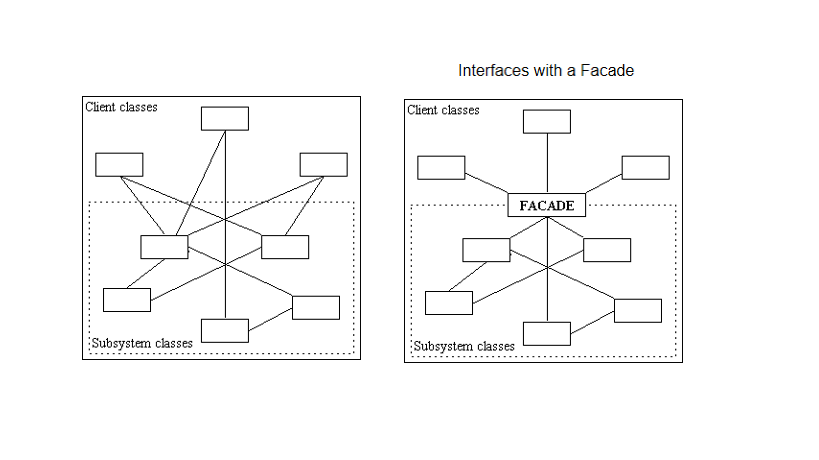 Interfaces with a Facade
Client classes
Client classes
FACADE
Subsystem classes
Subsystem classes